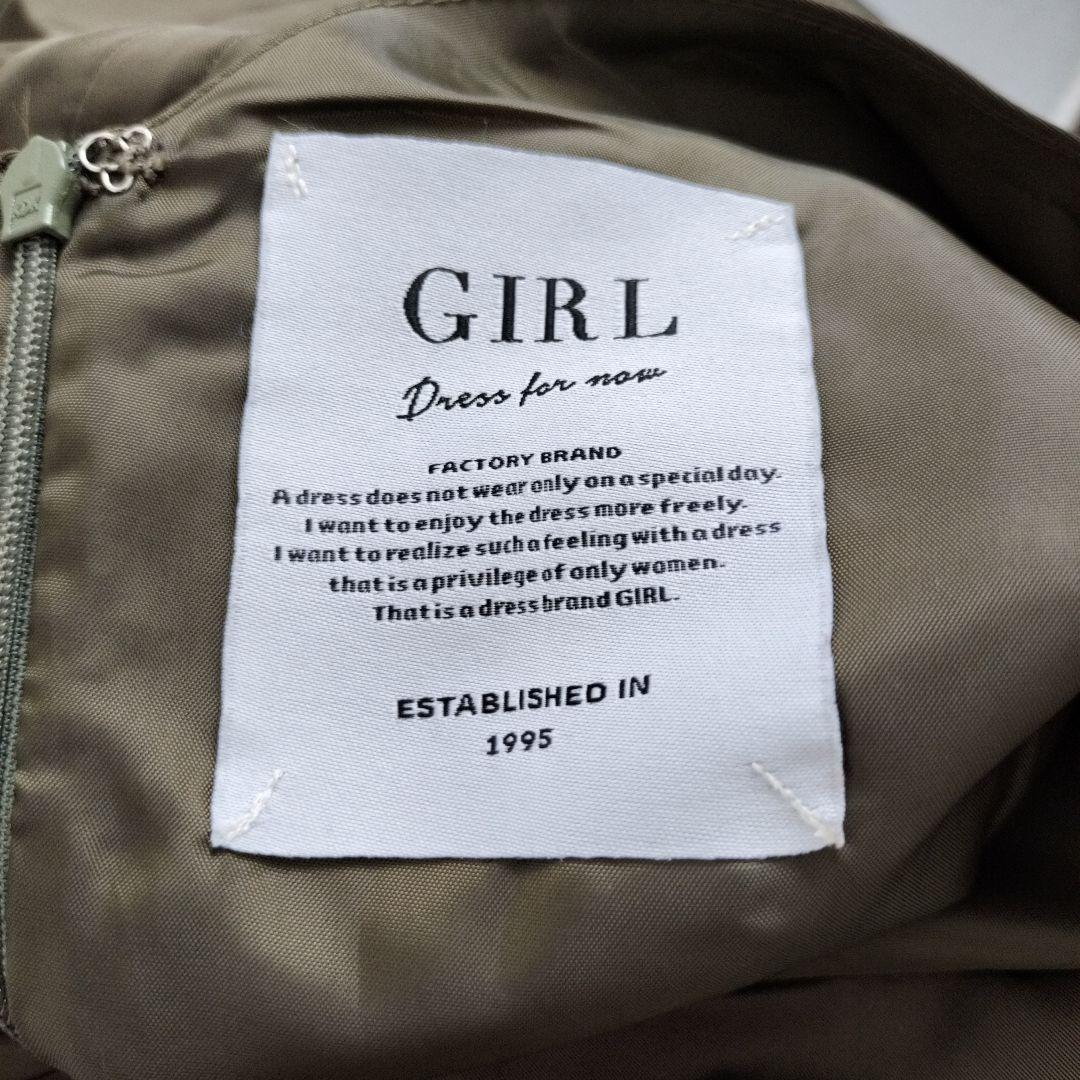 GIRL
Dress for now
FACTORY BRAND
A dress does not wear only on a special day.
I want to enjoy the dress more freely.
I want to realize such a feeling with a dress
that is a privilege of only women.
That is a dress brand GIRL.
ESTABLISHED IN
1995